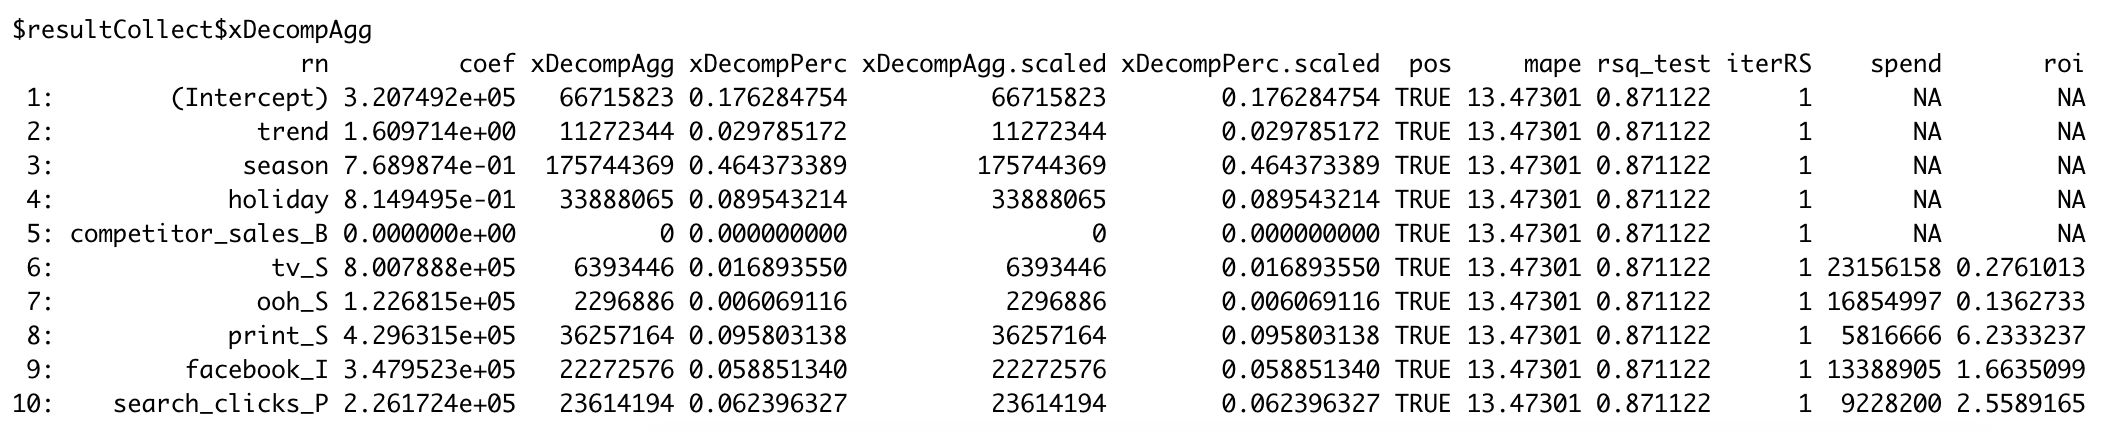 $resultCollect$xDecompAgg
rn coef xDecompAgg xDecompPerc xDecompAgg.scaled xDecompPerc.scaled pos mape rsq_test iterRS spend roi
1: (Intercept) 3.207492e+05 66715823 0.176284754 66715823 0.176284754 TRUE 13.47301 0.871122 1 NA NA
2: trend 1.609714e+00 11272344 0.029785172 11272344 0.029785172 TRUE 13.47301 0.871122 1 NA NA
3: season 7.689874e-01 175744369 0.464373389 175744369 0.464373389 TRUE 13.47301 0.871122 1 NA NA
4: holiday 8.149495e-01 33888065 0.089543214 33888065 0.089543214 TRUE 13.47301 0.871122 1 NA NA
5: competitor_sales_B 0.000000e+00 0 0.000000000 0 0.000000000 TRUE 13.47301 0.871122 1 NA NA
6: tv_S 8.007888e+05 6393446 0.016893550 6393446 0.016893550 TRUE 13.47301 0.871122 1 23156158 0.2761013
7: ooh_S 1.226815e+05 2296886 0.006069116 2296886 0.006069116 TRUE 13.47301 0.871122 1 16854997 0.1362733
8: print_S 4.296315e+05 36257164 0.095803138 36257164 0.095803138 TRUE 13.47301 0.871122 1 5816666 6.2333237
9: facebook_I 3.479523e+05 22272576 0.058851340 22272576 0.058851340 TRUE 13.47301 0.871122 1 13388905 1.6635099
10: search_clicks_P 2.261724e+05 23614194 0.062396327 23614194 0.062396327 TRUE 13.47301 0.871122 1 9228200 2.5589165